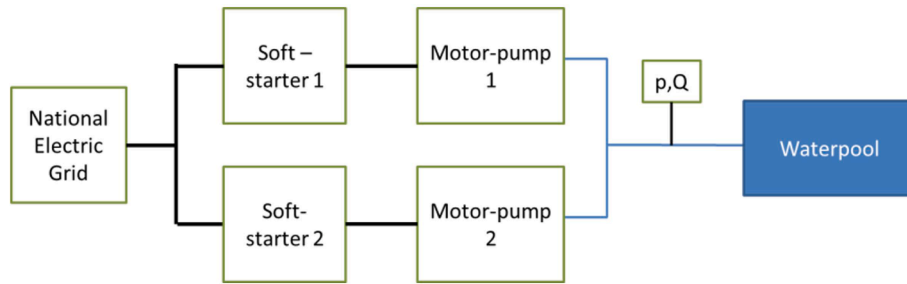 Soft –
starter 1
Motor-pump
1
p,Q
National
Electric
Grid
Waterpool
Soft-
starter 2
Motor-pump
2